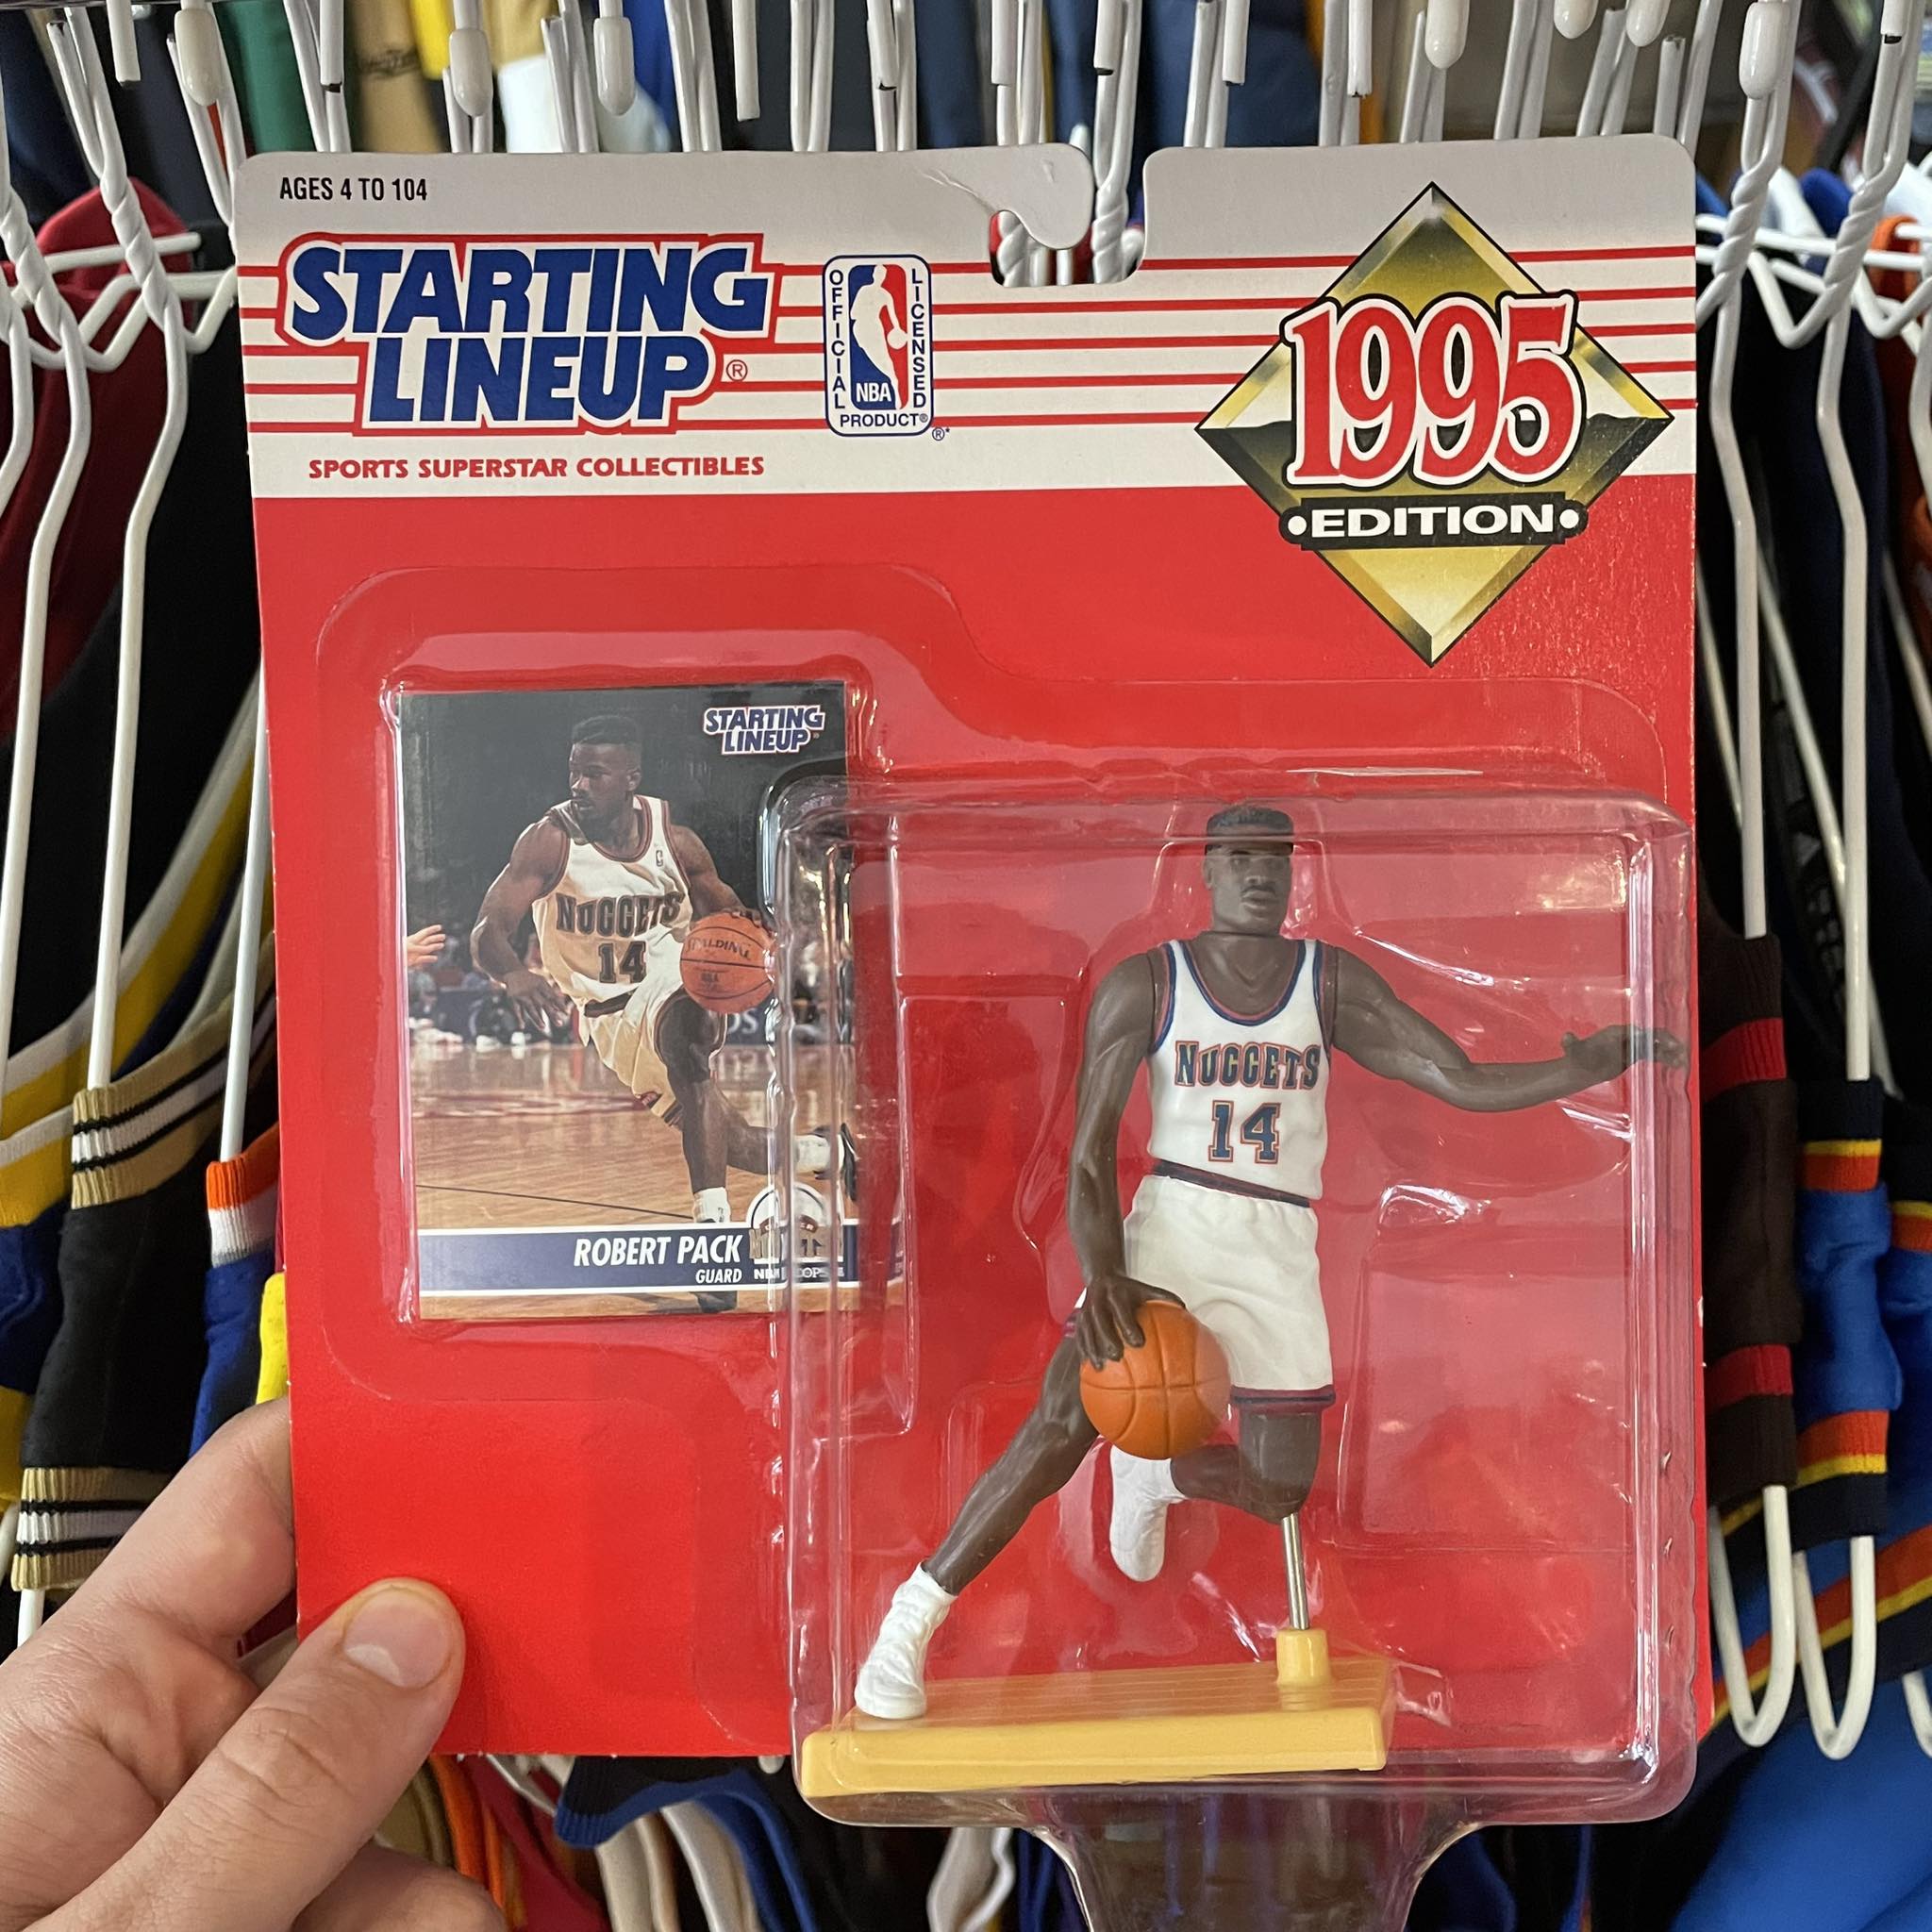 AGES 4 TO 104
STARTING
LINEUP®
SPORTS SUPERSTAR COLLECTIBLES
OFFICIAL
LICENSED
NBA
PRODUCT®
1995
•EDITION•
STARTING
LINEUP
NUGGETS
14
SPALDING
ROBERT PACK
GUARD
NUGGETS
14